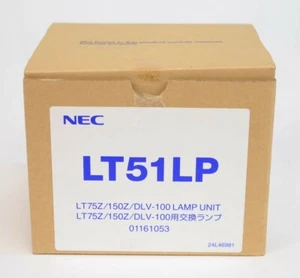 NEC
LT51LP
LT75Z/150Z/DLV-100 LAMP UNIT
LT75Z/150Z/DLV-100用交換ランプ
01161053
24L46981